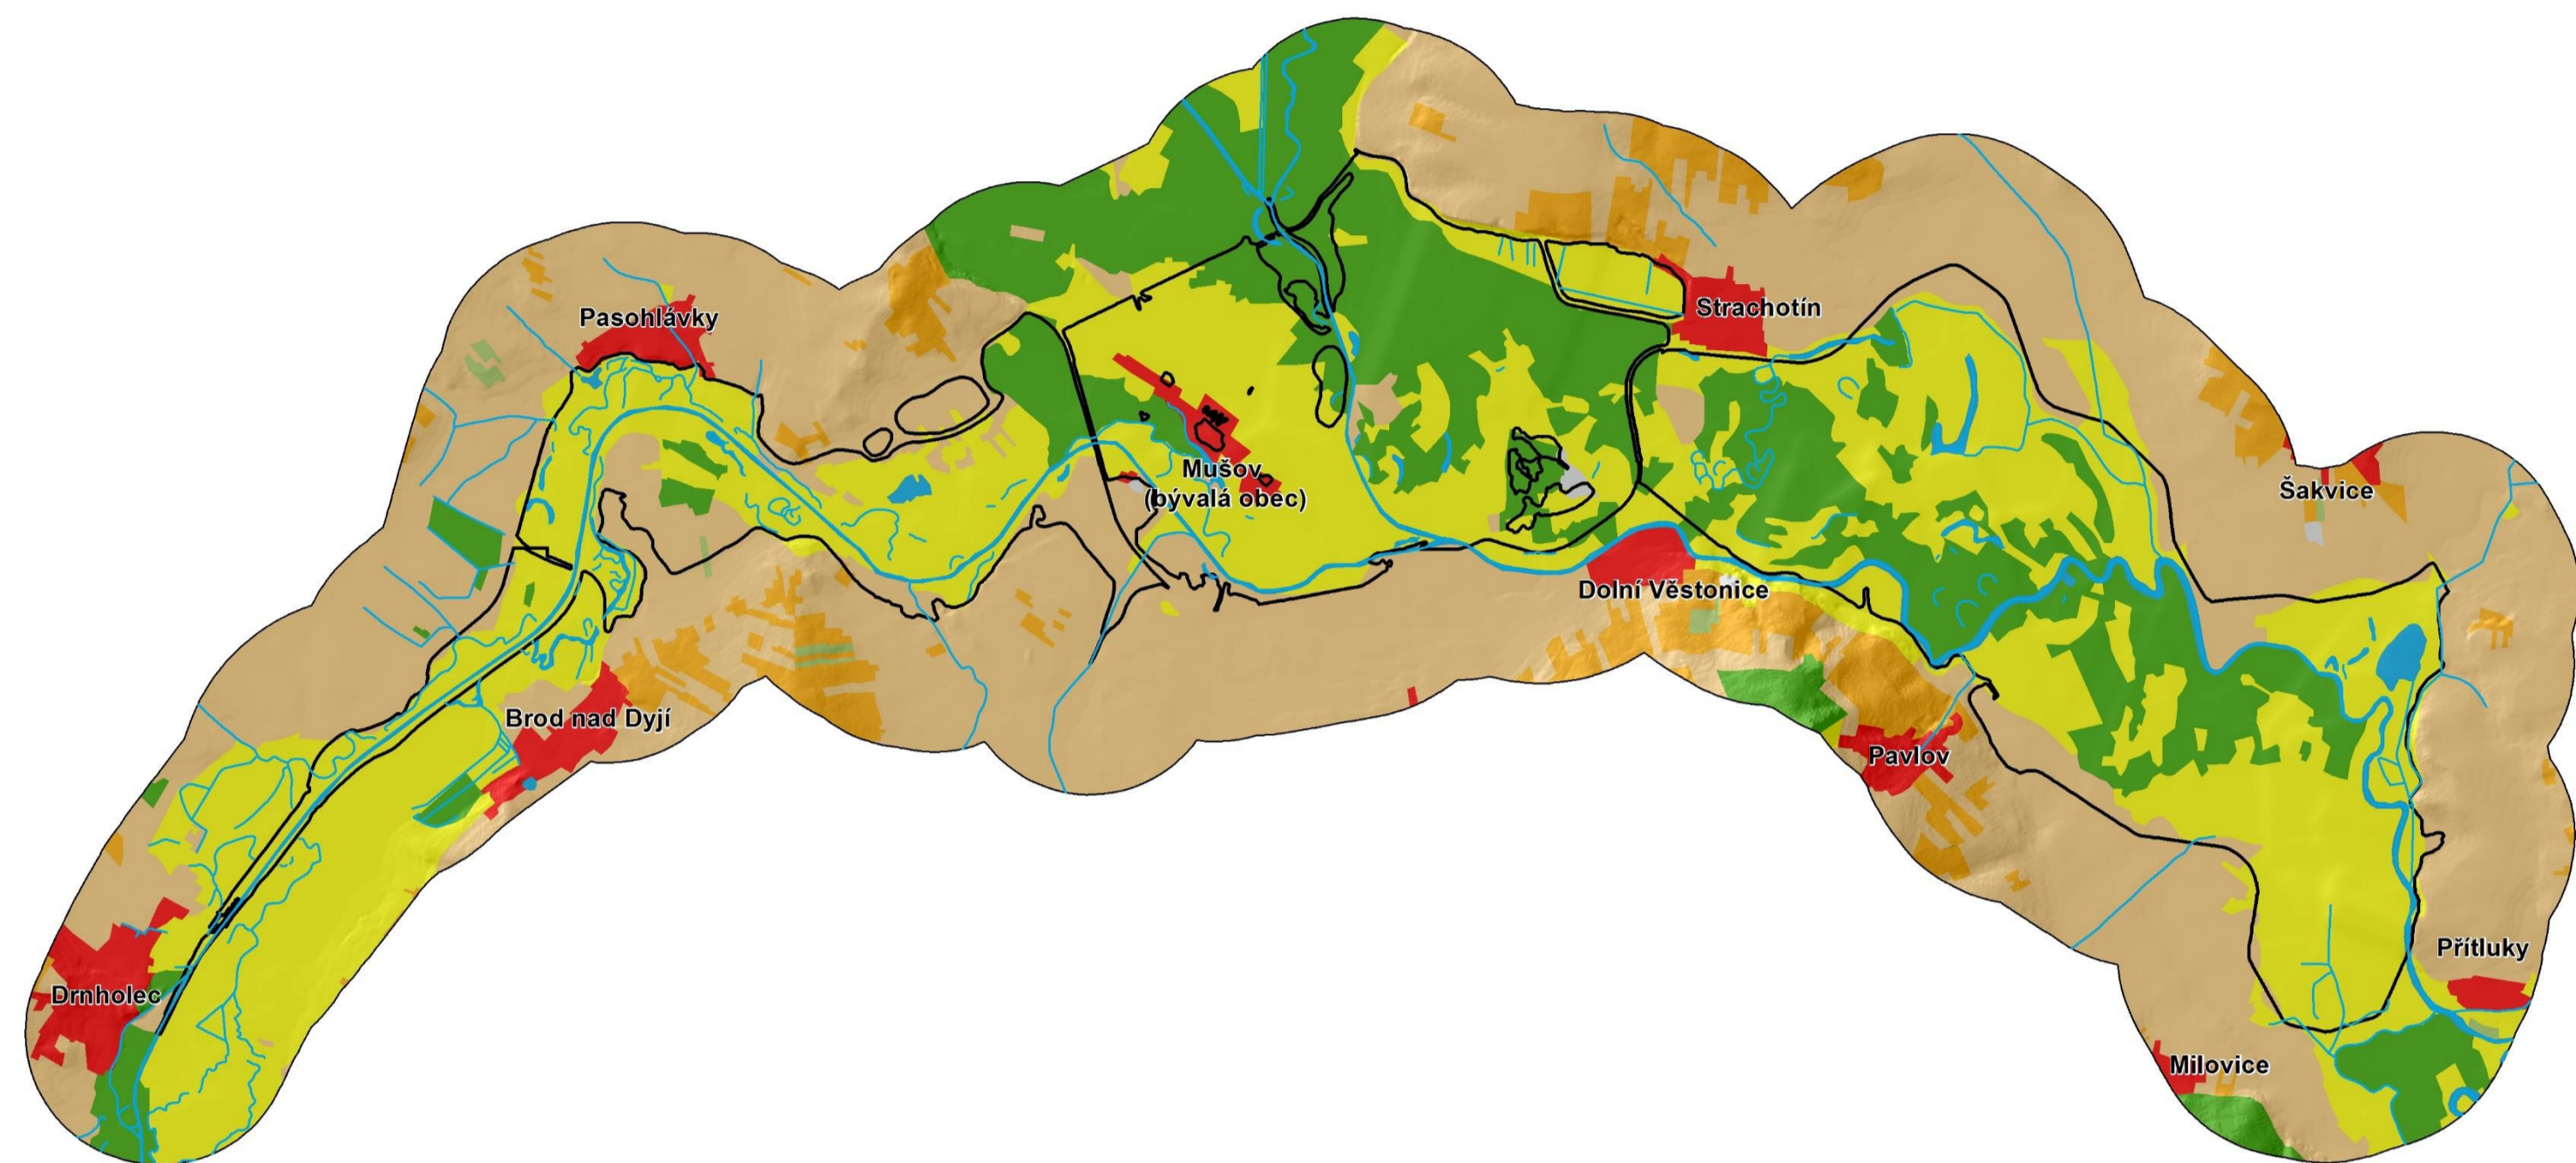 Pasohlávky
Strachotín
Mušov
(bývalá obec)
Šakvice
Dolní Věstonice
Brod nad Dyjí
Pavlov
Přítluky
Drnholec
Milovice